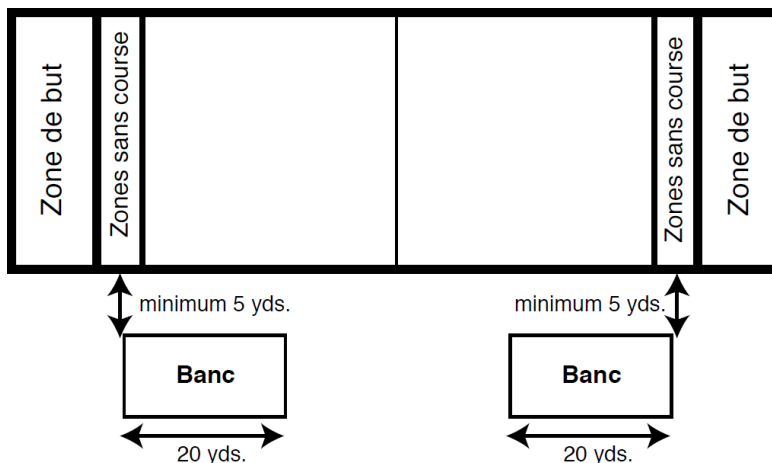 Zone de but
Zones sans course
Zones sans course
Zone de but
minimum 5 yds.
minimum 5 yds.
Banc
Banc
20 yds.
20 yds.